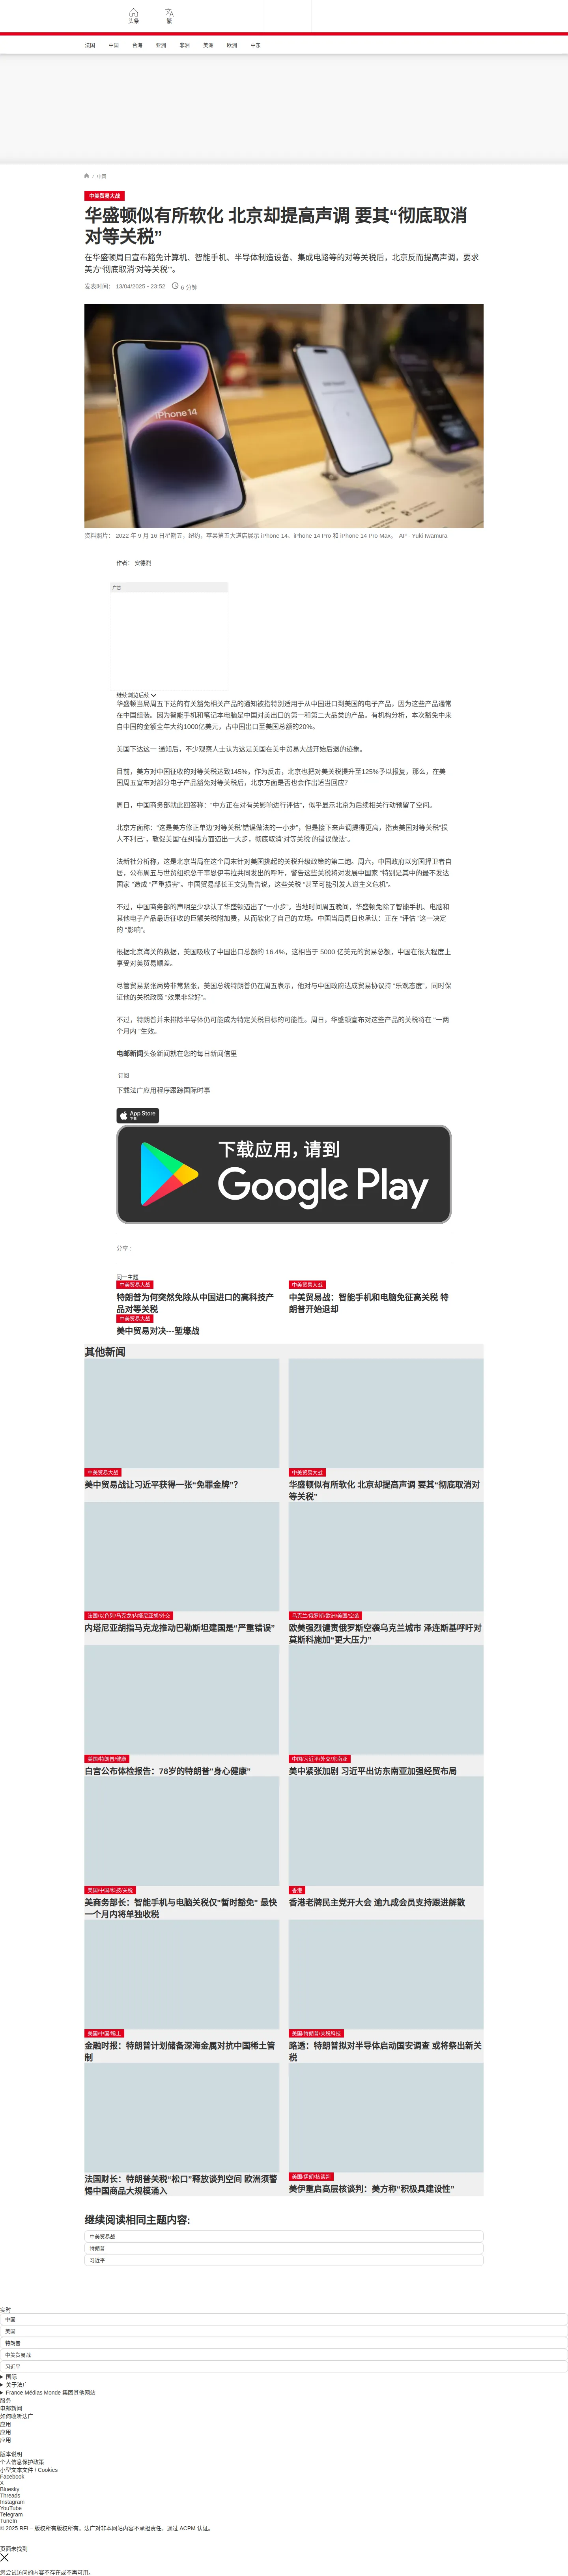 头条
繁
法国
中国
台海
亚洲
非洲
美洲
欧洲
中东
/ 中国
中美贸易大战
华盛顿似有所软化 北京却提高声调 要其“彻底取消
对等关税”
在华盛顿周日宣布豁免计算机、智能手机、半导体制造设备、集成电路等的对等关税后，北京反而提高声调，要求
美方“彻底取消‘对等关税’”。
发表时间： 13/04/2025 - 23:52
6 分钟
iPhone 14
资料照片： 2022 年 9 月 16 日星期五，纽约，苹果第五大道店展示 iPhone 14、iPhone 14 Pro 和 iPhone 14 Pro Max。 AP - Yuki Iwamura
作者： 安德烈
广告
继续浏览后续
华盛顿当局周五下达的有关豁免相关产品的通知被指特别适用于从中国进口到美国的电子产品，因为这些产品通常
在中国组装。因为智能手机和笔记本电脑是中国对美出口的第一和第二大品类的产品。有机构分析，本次豁免中来
自中国的金额全年大约1000亿美元，占中国出口至美国总额的20%。
美国下达这一 通知后，不少观察人士认为这是美国在美中贸易大战开始后退的迹象。
目前，美方对中国征收的对等关税达致145%，作为反击，北京也把对美关税提升至125%予以报复，那么，在美
国周五宣布对部分电子产品豁免对等关税后，北京方面是否也会作出适当回应？
周日，中国商务部就此回答称：“中方正在对有关影响进行评估”，似乎显示北京为后续相关行动预留了空间。
北京方面称：“这是美方修正单边‘对等关税’错误做法的一小步”，但是接下来声调提得更高，指责美国对等关税“损
人不利己”，敦促美国“在纠错方面迈出一大步，彻底取消‘对等关税’的错误做法”。
法新社分析称，这是北京当局在这个周末针对美国挑起的关税升级政策的第二炮。周六，中国政府以穷国捍卫者自
居，公布周五与世贸组织总干事恩伊韦拉共同发出的呼吁，警告这些关税将对发展中国家 “特别是其中的最不发达
国家 ”造成 “严重损害”。中国贸易部长王文涛警告说，这些关税 “甚至可能引发人道主义危机”。
不过，中国商务部的声明至少承认了华盛顿迈出了“一小步”。当地时间周五晚间，华盛顿免除了智能手机、电脑和
其他电子产品最近征收的巨额关税附加费，从而软化了自己的立场。中国当局周日也承认：正在 “评估 ”这一决定
的 “影响”。
根据北京海关的数据，美国吸收了中国出口总额的 16.4%，这相当于 5000 亿美元的贸易总额，中国在很大程度上
享受对美贸易顺差。
尽管贸易紧张局势非常紧张，美国总统特朗普仍在周五表示，他对与中国政府达成贸易协议持 “乐观态度”，同时保
证他的关税政策 “效果非常好”。
不过，特朗普并未排除半导体仍可能成为特定关税目标的可能性。周日，华盛顿宣布对这些产品的关税将在 “一两
个月内 ”生效。
电邮新闻头条新闻就在您的每日新闻信里
订阅
下载法广应用程序跟踪国际时事
App Store
下载
下载应用，请到
Google Play
分享 :
同一主题
中美贸易大战
特朗普为何突然免除从中国进口的高科技产
品对等关税
中美贸易大战
中美贸易战：智能手机和电脑免征高关税 特
朗普开始退却
中美贸易大战
美中贸易对决---堑壕战
其他新闻
中美贸易大战
美中贸易战让习近平获得一张“免罪金牌”？
中美贸易大战
华盛顿似有所软化 北京却提高声调 要其“彻底取消对
等关税”
法国/以色列/马克龙/内塔尼亚胡/外交
内塔尼亚胡指马克龙推动巴勒斯坦建国是"严重错误"
乌克兰/俄罗斯/欧洲/美国/空袭
欧美强烈谴责俄罗斯空袭乌克兰城市 泽连斯基呼吁对
莫斯科施加“更大压力”
美国/特朗普/健康
白宫公布体检报告：78岁的特朗普"身心健康"
中国/习近平/外交/东南亚
美中紧张加剧 习近平出访东南亚加强经贸布局
美国/中国/科技/关税
美商务部长：智能手机与电脑关税仅"暂时豁免" 最快
一个月内将单独收税
香港
香港老牌民主党开大会 逾九成会员支持跟进解散
美国/中国/稀土
金融时报：特朗普计划储备深海金属对抗中国稀土管
制
美国/特朗普/关税科技
路透：特朗普拟对半导体启动国安调查 或将祭出新关
税
法国财长：特朗普关税“松口”释放谈判空间 欧洲须警
惕中国商品大规模涌入
美国/伊朗/核谈判
美伊重启高层核谈判：美方称“积极具建设性”
继续阅读相同主题内容:
中美贸易战
特朗普
习近平
实时
中国
美国
特朗普
中美贸易战
习近平
国际
关于法广
France Médias Monde 集团其他网站
服务
电邮新闻
如何收听法广
应用
应用
应用
版本说明
个人信息保护政策
小型文本文件 / Cookies
Facebook
X
Bluesky
Threads
Instagram
YouTube
Telegram
TuneIn
© 2025 RFI – 版权所有版权所有。法广对非本网站内容不承担责任。通过 ACPM 认证。
页面未找到
您尝试访问的内容不存在或不再可用。